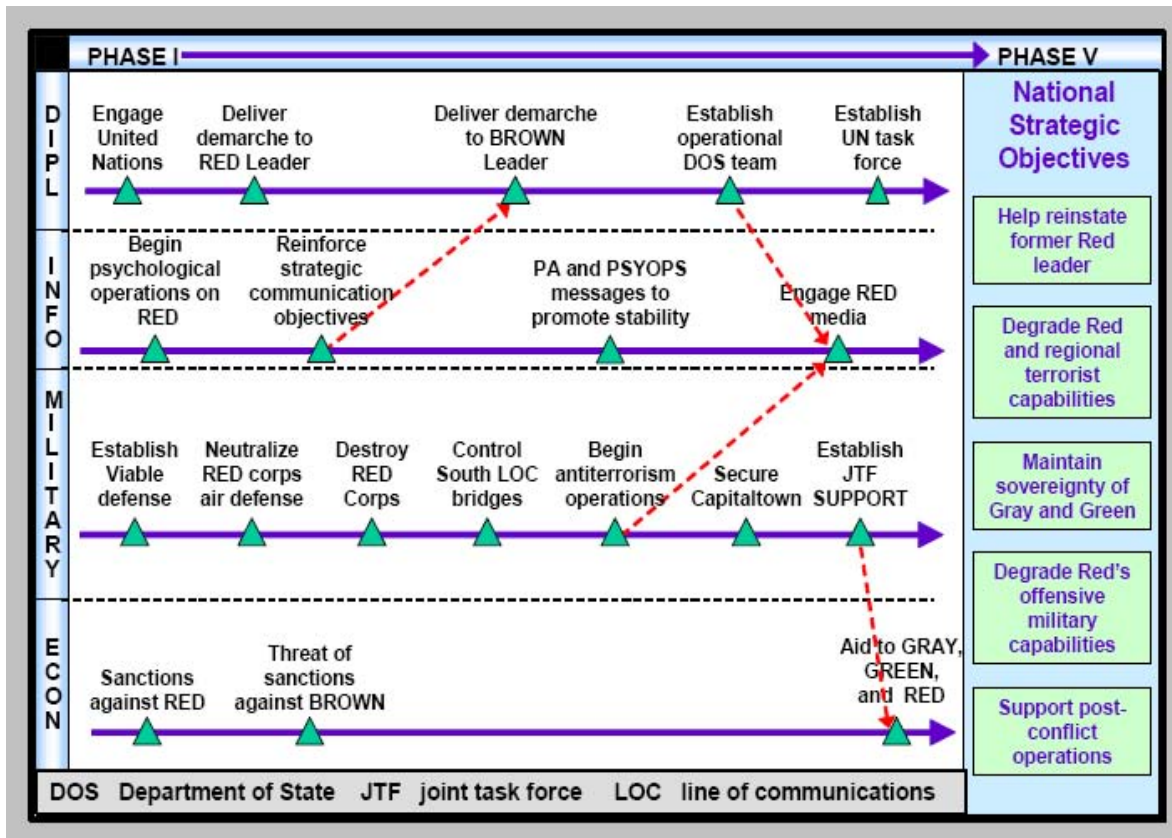 PHASE I
PHASE V
DIPL
Engage
United
Nations
Deliver
demarche to
RED Leader
Deliver demarche
to BROWN
Leader
Establish
operational
DOS team
Establish
UN task
force
INFO
Begin
psychological
operations on
RED
Reinforce
strategic
communication
objectives
PA and PSYOPS
messages to
promote stability
Engage RED
media
MILITARY
Establish
Viable
defense
Neutralize
RED corps
air defense
Destroy
RED
Corps
Control
South LOC
bridges
Begin
antiterrorism
operations
Secure
Capitaltown
Establish
JTF
SUPPORT
ECON
Sanctions
against RED
Threat of
sanctions
against BROWN
Aid to GRAY,
GREEN,
and RED
National
Strategic
Objectives
Help reinstate
former Red
leader
Degrade Red
and regional
terrorist
capabilities
Maintain
sovereignty of
Gray and Green
Degrade Red's
offensive
military
capabilities
Support post-
conflict
operations
DOS Department of State JTF joint task force LOC line of communications